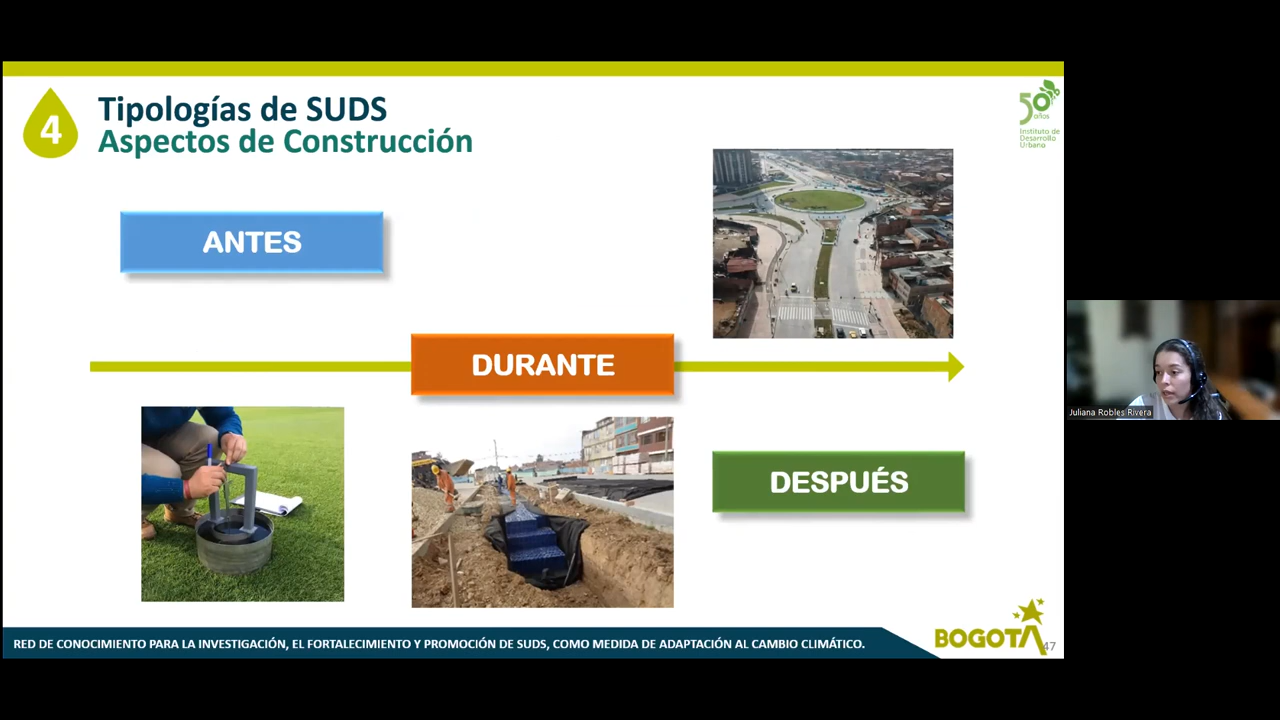 4
Tipologías de SUDS
Aspectos de Construcción
50
años
Instituto de
Desarrollo
Urbano
ANTES
DURANTE
DESPUÉS
Juliana Robles Rivera
RED DE CONOCIMIENTO PARA LA INVESTIGACIÓN, EL FORTALECIMIENTO Y PROMOCIÓN DE SUDS, COMO MEDIDA DE ADAPTACIÓN AL CAMBIO CLIMÁTICO.
BOGOTÁ
47